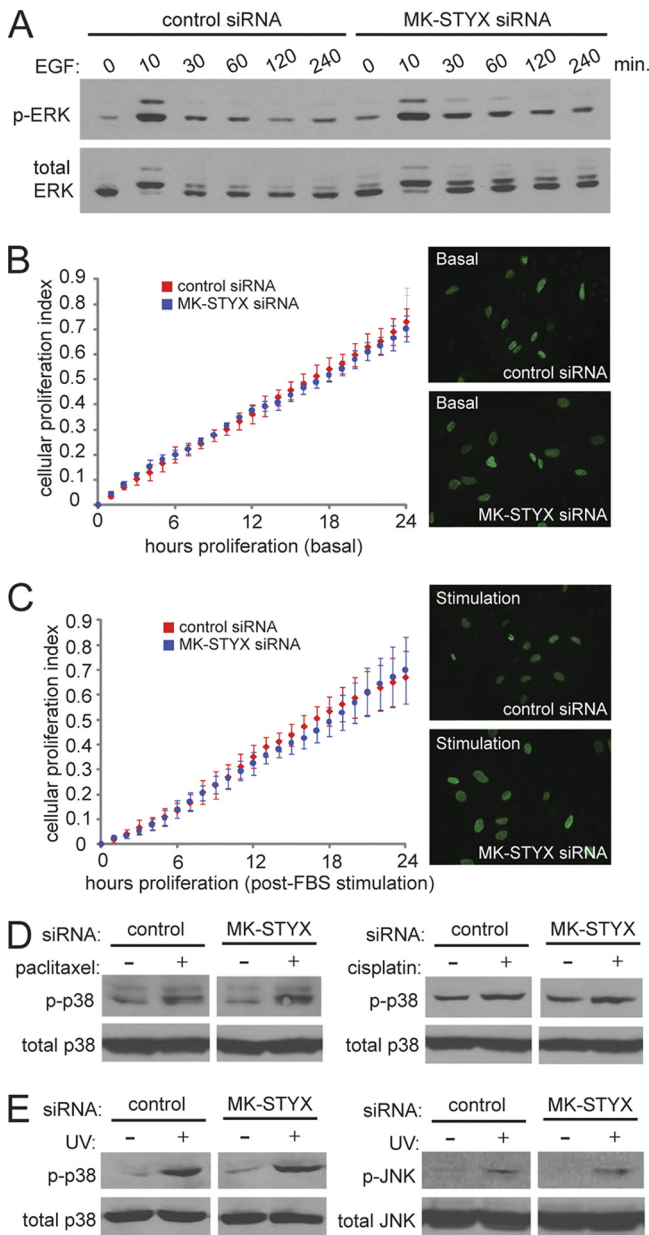 A
control siRNA MK-STYX siRNA
EGF: 0 10 30 60 120 240 0 10 30 60 120 240 min.
p-ERK
total
ERK
B
cellular proliferation index
0.9
0.8
0.7
0.6
0.5
0.4
0.3
0.2
0.1
0
control siRNA
MK-STYX siRNA
0 6 12 18 24
hours proliferation (basal)
Basal
control siRNA
Basal
MK-STYX siRNA
C
cellular proliferation index
0.9
0.8
0.7
0.6
0.5
0.4
0.3
0.2
0.1
0
control siRNA
MK-STYX siRNA
0 6 12 18 24
hours proliferation (post-FBS stimulation)
Stimulation
control siRNA
Stimulation
MK-STYX siRNA
D
siRNA: control MK-STYX
paclitaxel: - + - +
p-p38
total p38
siRNA: control MK-STYX
cisplatin: - + - +
p-p38
total p38
E
siRNA: control MK-STYX
UV: - + - +
p-p38
total p38
siRNA: control MK-STYX
UV: - + - +
p-JNK
total JNK